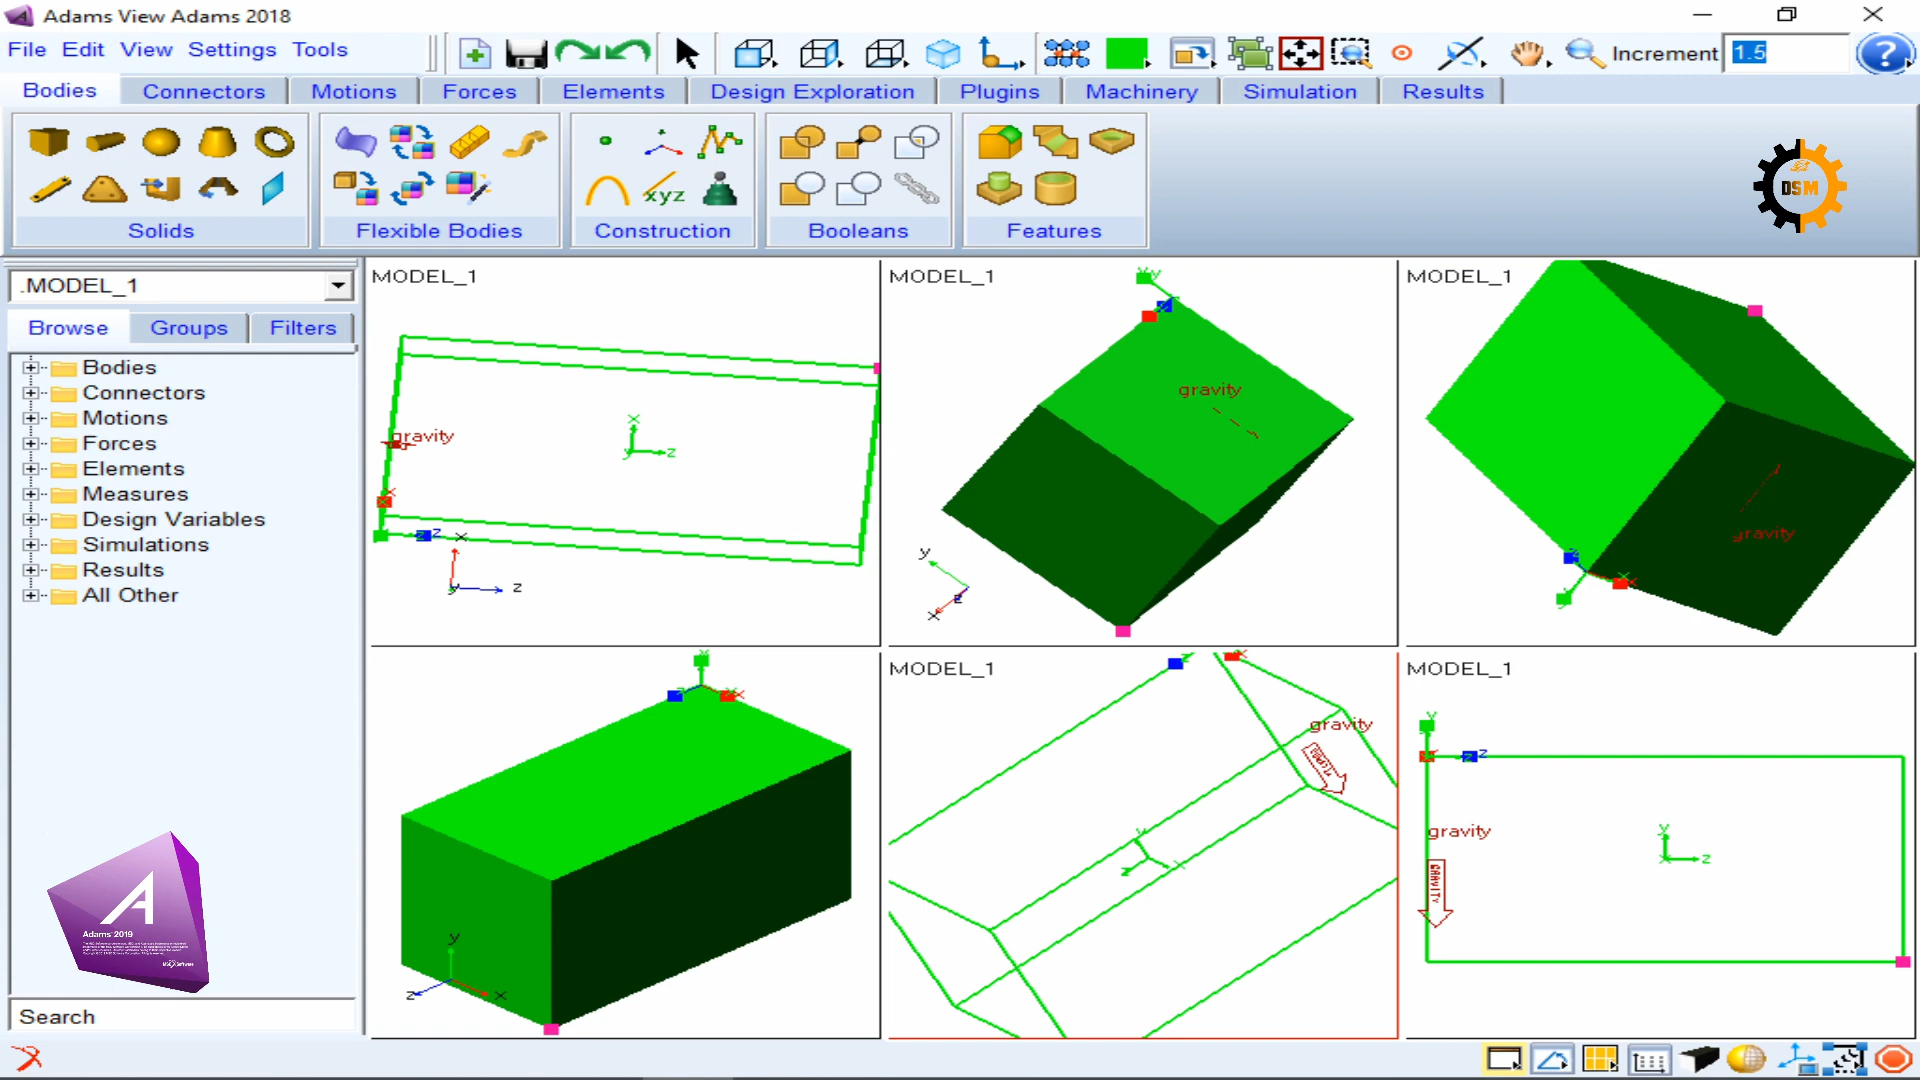 Adams View Adams 2018
File Edit View Settings Tools
Increment 1.5
Bodies Connectors Motions Forces Elements Design Exploration Plugins Machinery Simulation Results
xyz
DSM
Solids Flexible Bodies Construction Booleans Features
.MODEL_1
Browse Groups Filters
Bodies
Connectors
Motions
Forces
Elements
Measures
Design Variables
Simulations
Results
All Other
Adams 2019
Search
MODEL_1
gravity
x
y z
x
z x
x
y z
MODEL_1
y
gravity
y
z
x
MODEL_1
gravity
x
y
z x
y
z x
MODEL_1
z x
gravity
y
z x
MODEL_1
y
z
gravity
GRAVITY
y
x z